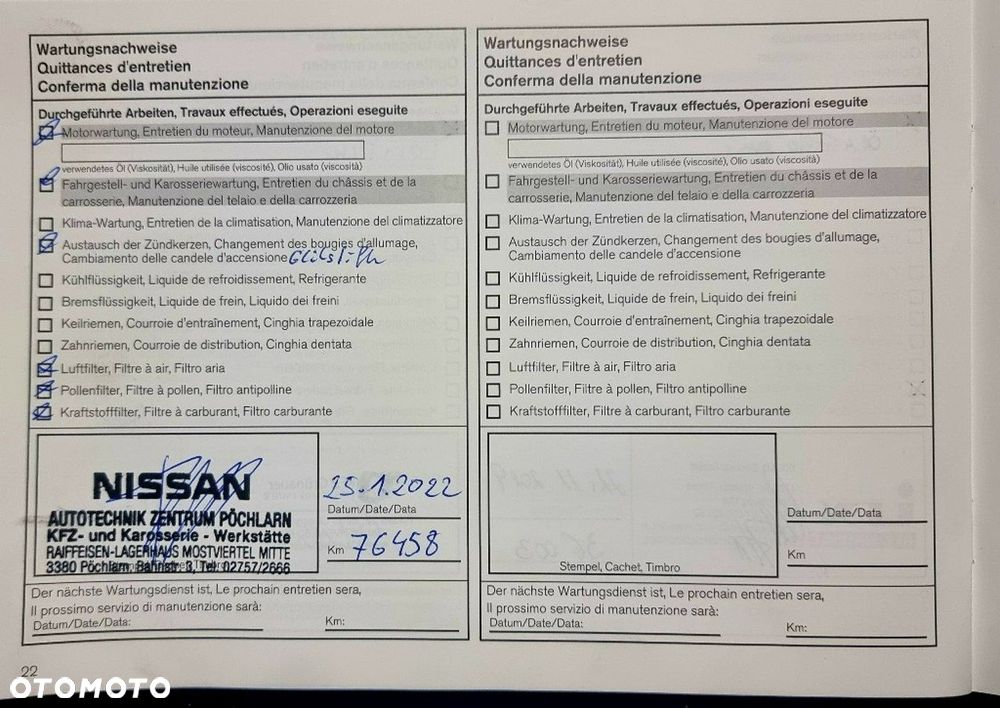 Wartungsnachweise
Quittances d'entretien
Conferma della manutenzione
Durchgeführte Arbeiten, Travaux effectués, Operazioni eseguite
Motorwartung, Entretien du moteur, Manutenzione del motore
verwendetes Öl (Viskosität), Huile utilisée (viscosité), Olio usato (viscosità)
Fahrgestell- und Karosseriewartung, Entretien du châssis et de la
carrosserie, Manutenzione del telaio e della carrozzeria
Klima-Wartung, Entretien de la climatisation, Manutenzione del climatizzatore
Austausch der Zündkerzen, Changement des bougies d'allumage,
Cambiamento delle candele d'accensione
Kühlflüssigkeit, Liquide de refroidissement, Refrigerante
Bremsflüssigkeit, Liquide de frein, Liquido dei freini
Keilriemen, Courroie d'entraînement, Cinghia trapezoidale
Zahnriemen, Courroie de distribution, Cinghia dentata
Luftfilter, Filtre à air, Filtro aria
Pollenfilter, Filtre à pollen, Filtro antipolline
Kraftstofffilter, Filtre à carburant, Filtro carburante
NISSAN
AUTOTECHNIK ZENTRUM PÖCHLARN
KFZ- und Karosserie - Werkstätte
RAIFFEISEN-LAGERHAUS MOSTVIERTEL MITTE
3380 Pöchlarn, Bahnstr. 3, Tel. 02757/2666
25.1.2022
Datum/Date/Data
Km 76458
Der nächste Wartungsdienst ist, Le prochain entretien sera,
Il prossimo servizio di manutenzione sarà:
Datum/Date/Data: Km:
22
Wartungsnachweise
Quittances d'entretien
Conferma della manutenzione
Durchgeführte Arbeiten, Travaux effectués, Operazioni eseguite
Motorwartung, Entretien du moteur, Manutenzione del motore
verwendetes Öl (Viskosität), Huile utilisée (viscosité), Olio usato (viscosità)
Fahrgestell- und Karosseriewartung, Entretien du châssis et de la
carrosserie, Manutenzione del telaio e della carrozzeria
Klima-Wartung, Entretien de la climatisation, Manutenzione del climatizzatore
Austausch der Zündkerzen, Changement des bougies d'allumage,
Cambiamento delle candele d'accensione
Kühlflüssigkeit, Liquide de refroidissement, Refrigerante
Bremsflüssigkeit, Liquide de frein, Liquido dei freini
Keilriemen, Courroie d'entraînement, Cinghia trapezoidale
Zahnriemen, Courroie de distribution, Cinghia dentata
Luftfilter, Filtre à air, Filtro aria
Pollenfilter, Filtre à pollen, Filtro antipolline
Kraftstofffilter, Filtre à carburant, Filtro carburante
Stempel, Cachet, Timbro
Datum/Date/Data
Km
Der nächste Wartungsdienst ist, Le prochain entretien sera,
Il prossimo servizio di manutenzione sarà:
Datum/Date/Data: Km:
OTOMOTO